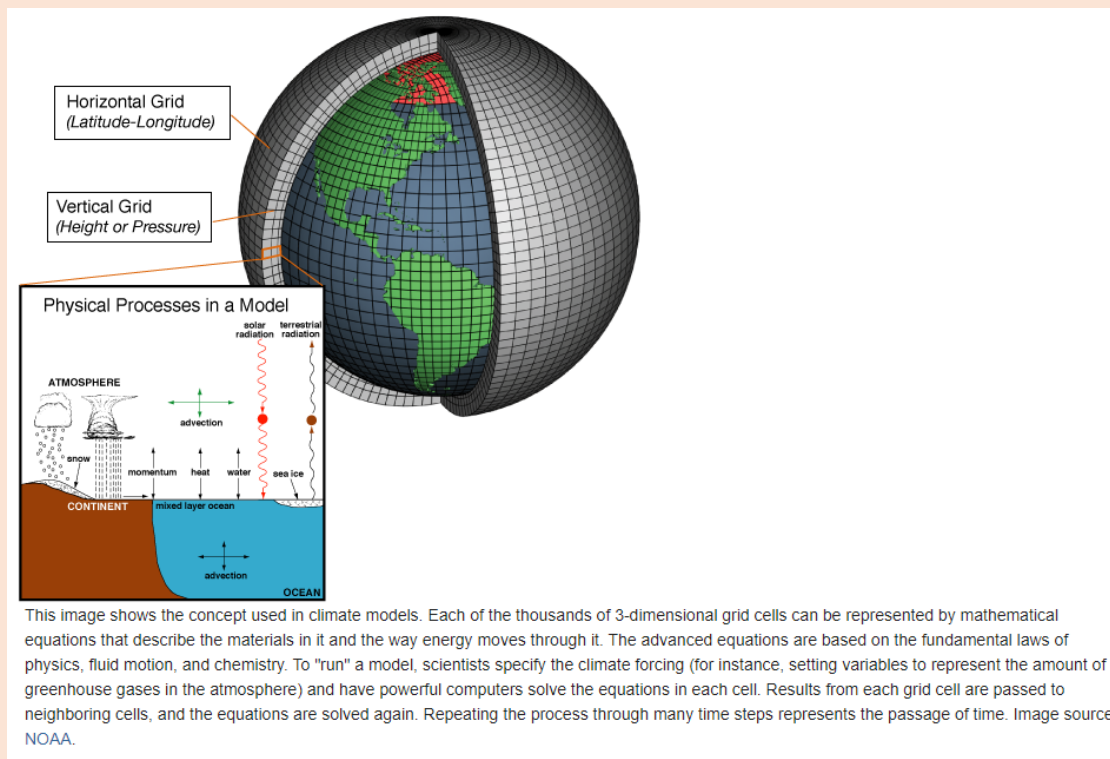 Horizontal Grid
(Latitude-Longitude)
Vertical Grid
(Height or Pressure)
Physical Processes in a Model
solar radiation
terrestrial radiation
ATMOSPHERE
advection
snow
momentum
heat
water
sea ice
CONTINENT
mixed layer ocean
advection
OCEAN
This image shows the concept used in climate models. Each of the thousands of 3-dimensional grid cells can be represented by mathematical
equations that describe the materials in it and the way energy moves through it. The advanced equations are based on the fundamental laws of
physics, fluid motion, and chemistry. To "run" a model, scientists specify the climate forcing (for instance, setting variables to represent the amount of
greenhouse gases in the atmosphere) and have powerful computers solve the equations in each cell. Results from each grid cell are passed to
neighboring cells, and the equations are solved again. Repeating the process through many time steps represents the passage of time. Image source
NOAA.